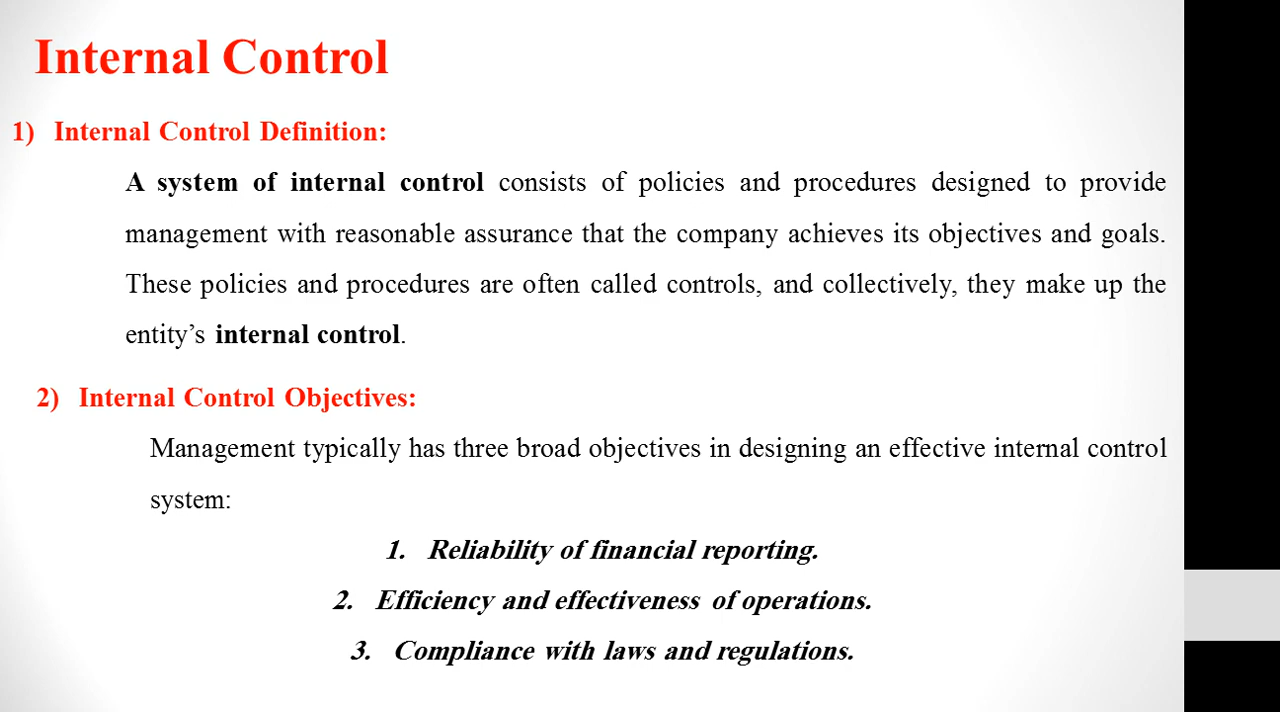 Internal Control
1) Internal Control Definition:
A system of internal control consists of policies and procedures designed to provide
management with reasonable assurance that the company achieves its objectives and goals.
These policies and procedures are often called controls, and collectively, they make up the
entity’s internal control.
2) Internal Control Objectives:
Management typically has three broad objectives in designing an effective internal control
system:
1. Reliability of financial reporting.
2. Efficiency and effectiveness of operations.
3. Compliance with laws and regulations.